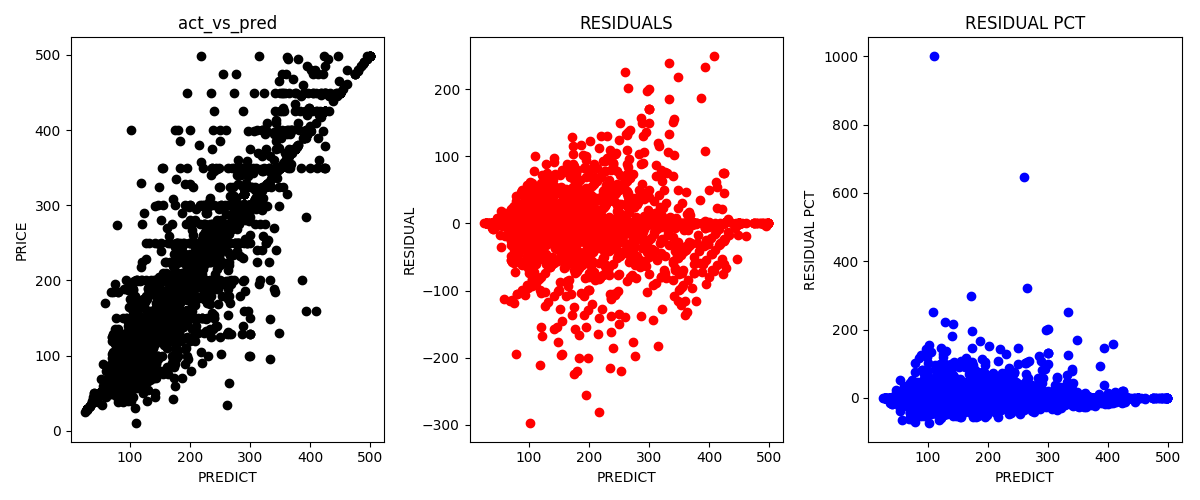 act_vs_pred
PRICE
500
400
300
200
100
0
100 200 300 400 500
PREDICT
RESIDUALS
RESIDUAL
200
100
0
−100
−200
−300
100 200 300 400 500
PREDICT
RESIDUAL PCT
RESIDUAL PCT
1000
800
600
400
200
0
100 200 300 400 500
PREDICT